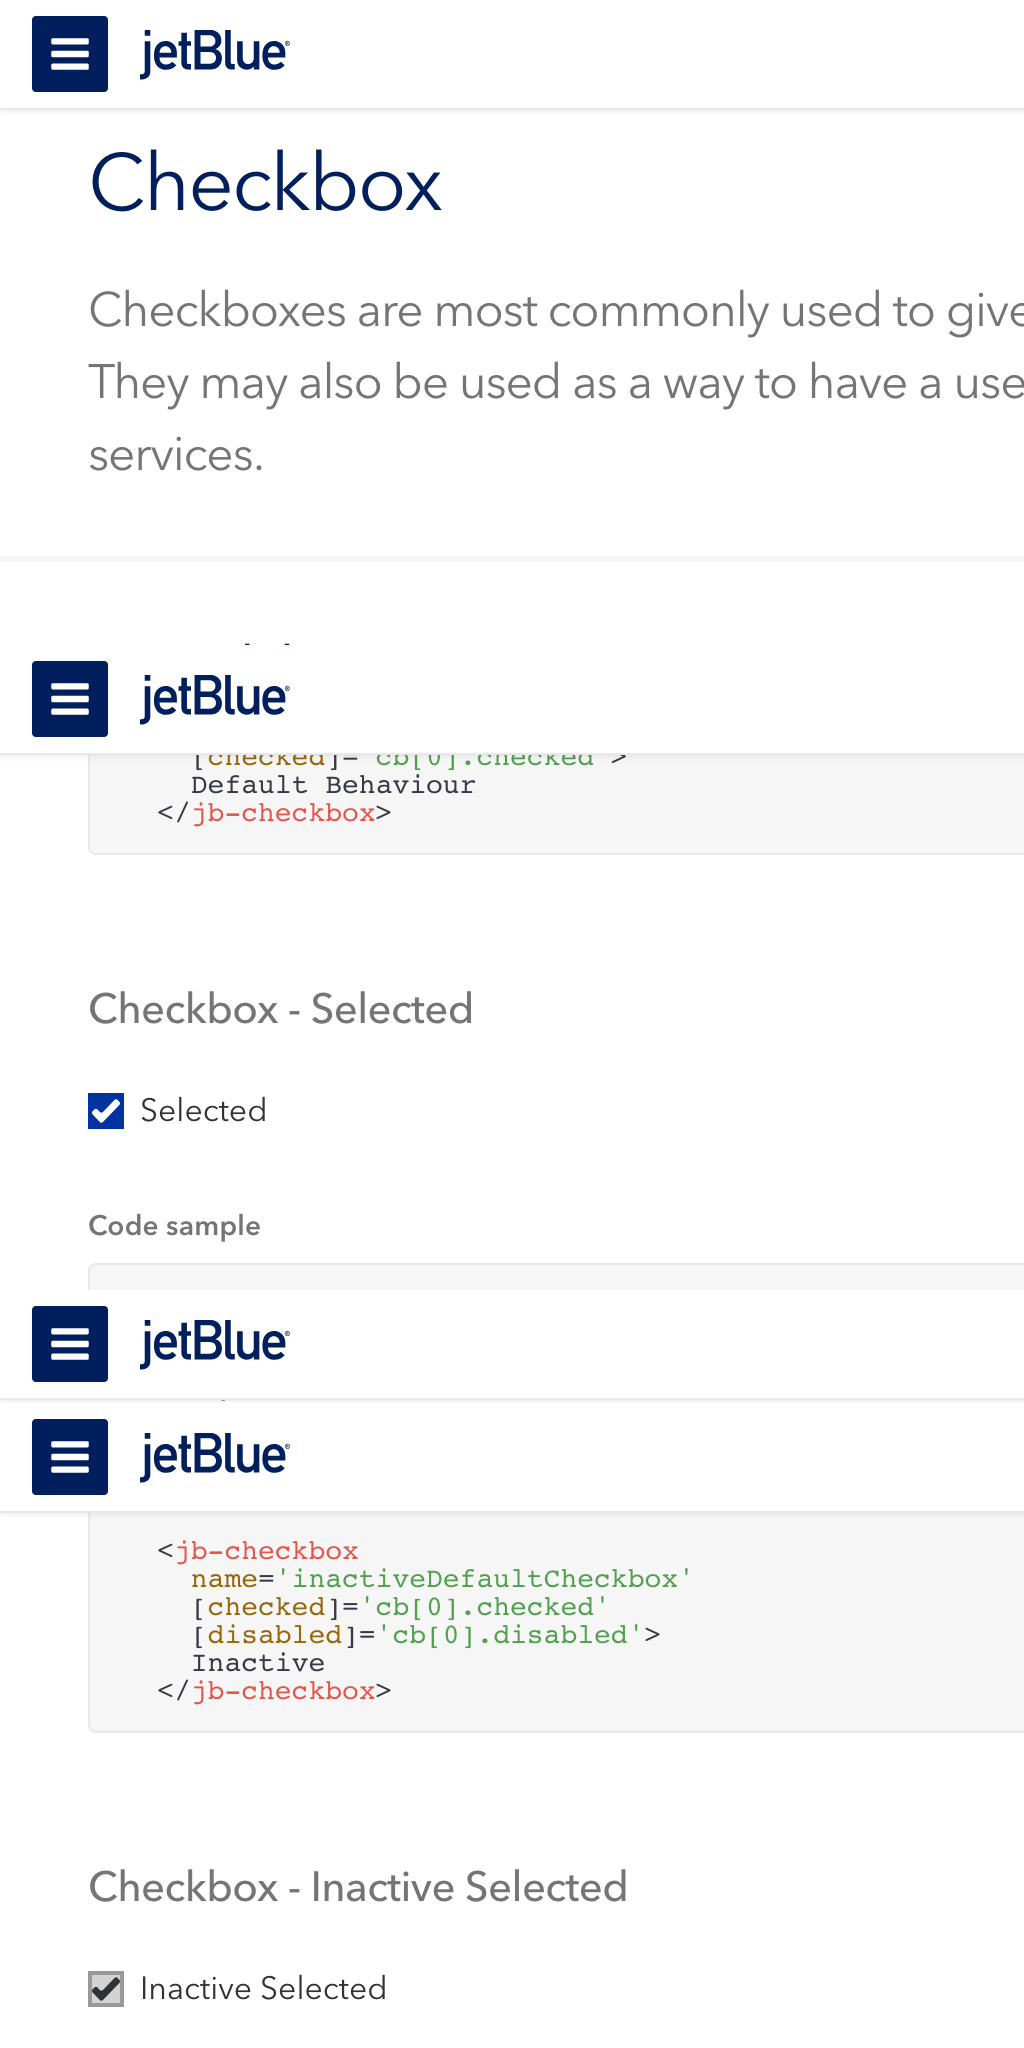 jetBlue
Checkbox
Checkboxes are most commonly used to give
They may also be used as a way to have a use
services.
jetBlue
[checked]='cb[0].checked'>
Default Behaviour
</jb-checkbox>
Checkbox - Selected
Selected
Code sample
jetBlue
jetBlue
<jb-checkbox
name='inactiveDefaultCheckbox'
[checked]='cb[0].checked'
[disabled]='cb[0].disabled'>
Inactive
</jb-checkbox>
Checkbox - Inactive Selected
Inactive Selected